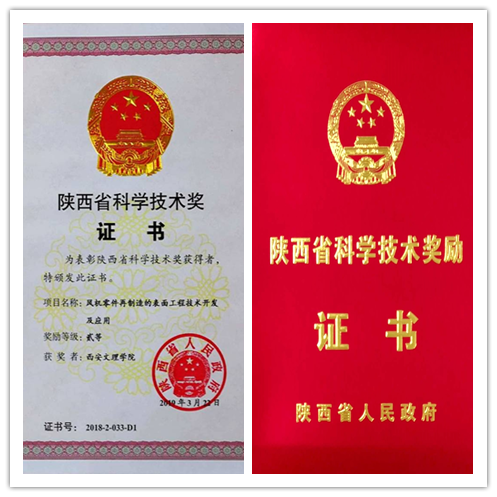 陕西省科学技术奖
证书
为表彰陕西省科学技术奖获得者,
特颁发此证书。
项目名称: 风机零件再制造的表面工程技术开发
及应用
奖励等级: 贰等
获奖者: 西安文理学院
陕西省人民政府
2019年3月22日
证书号: 2018-2-033-D1
陕西省科学技术奖励
证书
陕西省人民政府